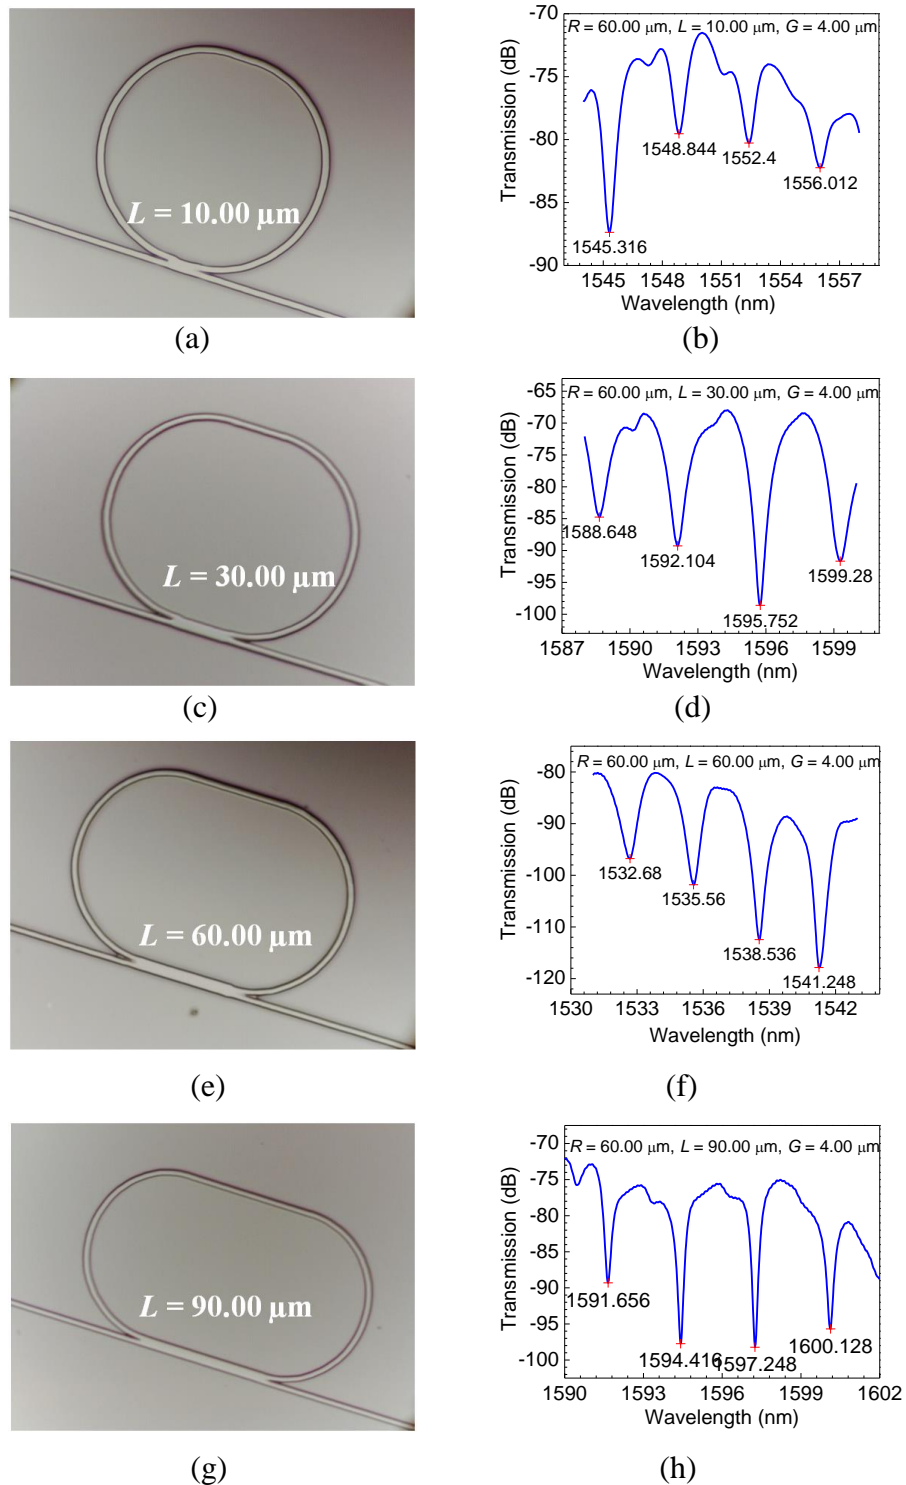 L = 10.00 μm
(a)
R = 60.00 μm, L = 10.00 μm, G = 4.00 μm
Transmission (dB)
-70
-75
-80
-85
-90
1548.844
1552.4
1556.012
1545.316
1545 1548 1551 1554 1557
Wavelength (nm)
(b)
L = 30.00 μm
(c)
R = 60.00 μm, L = 30.00 μm, G = 4.00 μm
Transmission (dB)
-65
-70
-75
-80
-85
-90
-95
-100
1588.648
1592.104
1599.28
1595.752
1587 1590 1593 1596 1599
Wavelength (nm)
(d)
L = 60.00 μm
(e)
R = 60.00 μm, L = 60.00 μm, G = 4.00 μm
Transmission (dB)
-80
-90
-100
-110
-120
1532.68
1535.56
1538.536
1541.248
1530 1533 1536 1539 1542
Wavelength (nm)
(f)
L = 90.00 μm
(g)
R = 60.00 μm, L = 90.00 μm, G = 4.00 μm
Transmission (dB)
-70
-75
-80
-85
-90
-95
-100
1591.656
1600.128
1594.416
1597.248
1590 1593 1596 1599 1602
Wavelength (nm)
(h)